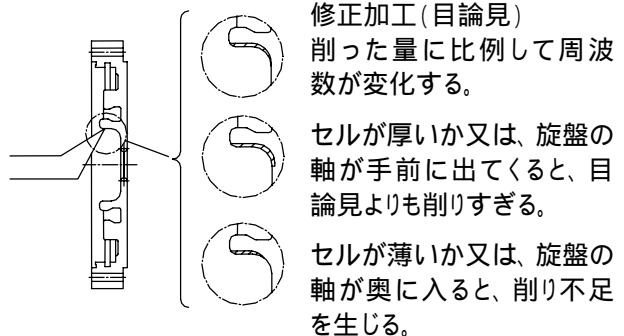 修正加工(目論見)
削った量に比例して周波
数が変化する。
セルが厚いか又は、旋盤の
軸が手前に出てくると、目
論見よりも削りすぎる。
セルが薄いか又は、旋盤の
軸が奥に入ると、削り不足
を生じる。